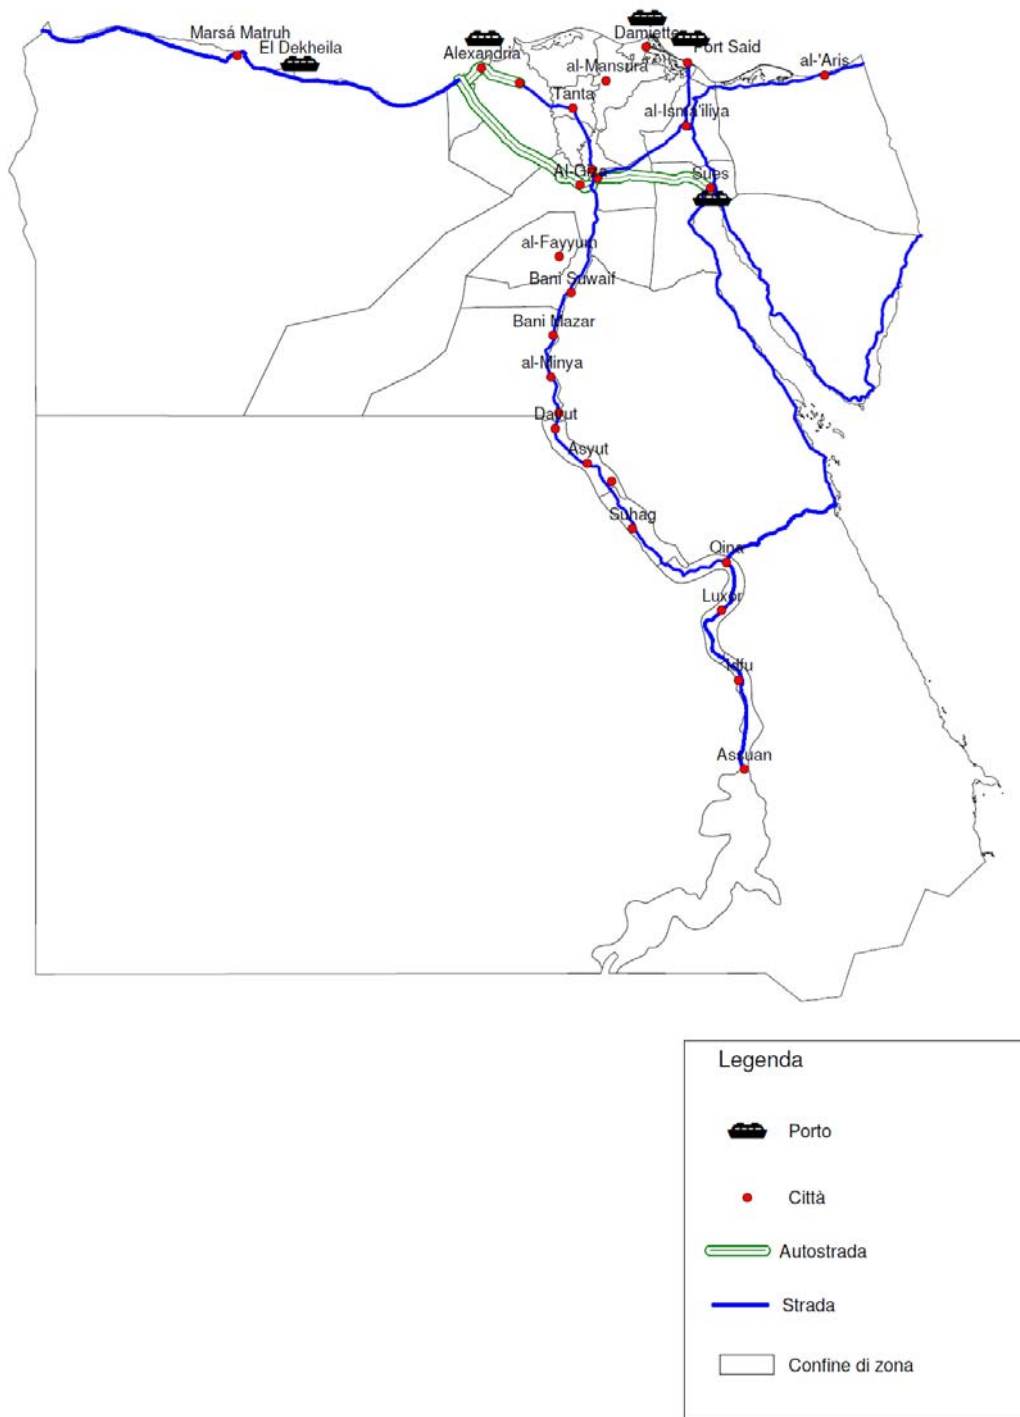 Marsá Matruh
El Dekheila
Alexandria
Damietta
Port Said
al-Mansura
al-'Aris
Tanta
al-Isma'iliya
Al-Giza
Sues
al-Fayyum
Bani Suwaif
Bani Mazar
al-Minya
Dayut
Asyut
Suhag
Qina
Luxor
Idfu
Assuan
Legenda
Porto
Città
Autostrada
Strada
Confine di zona